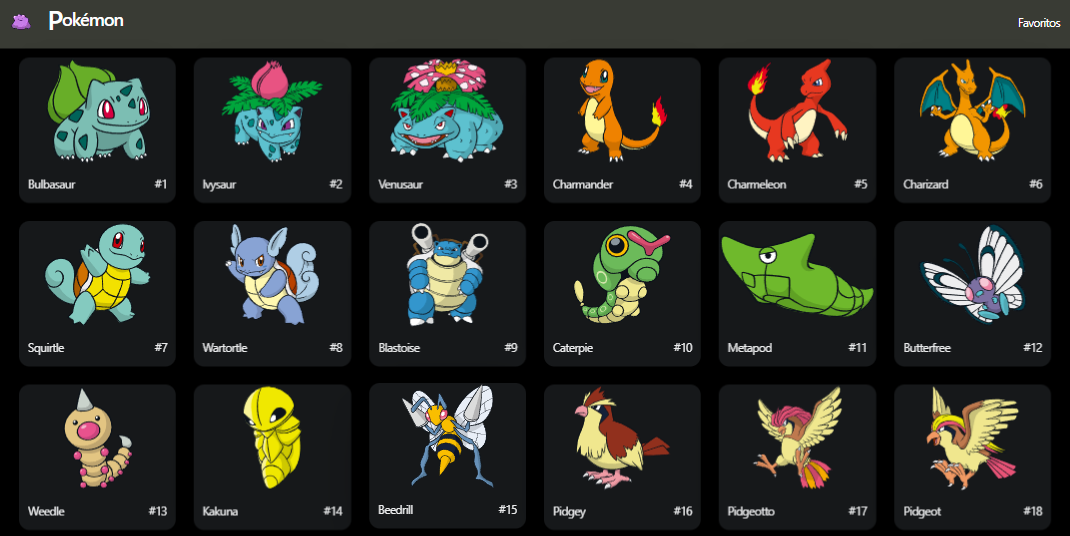 Pokémon
Favoritos
Bulbasaur #1
Ivysaur #2
Venusaur #3
Charmander #4
Charmeleon #5
Charizard #6
Squirtle #7
Wartortle #8
Blastoise #9
Caterpie #10
Metapod #11
Butterfree #12
Weedle #13
Kakuna #14
Beedrill #15
Pidgey #16
Pidgeotto #17
Pidgeot #18